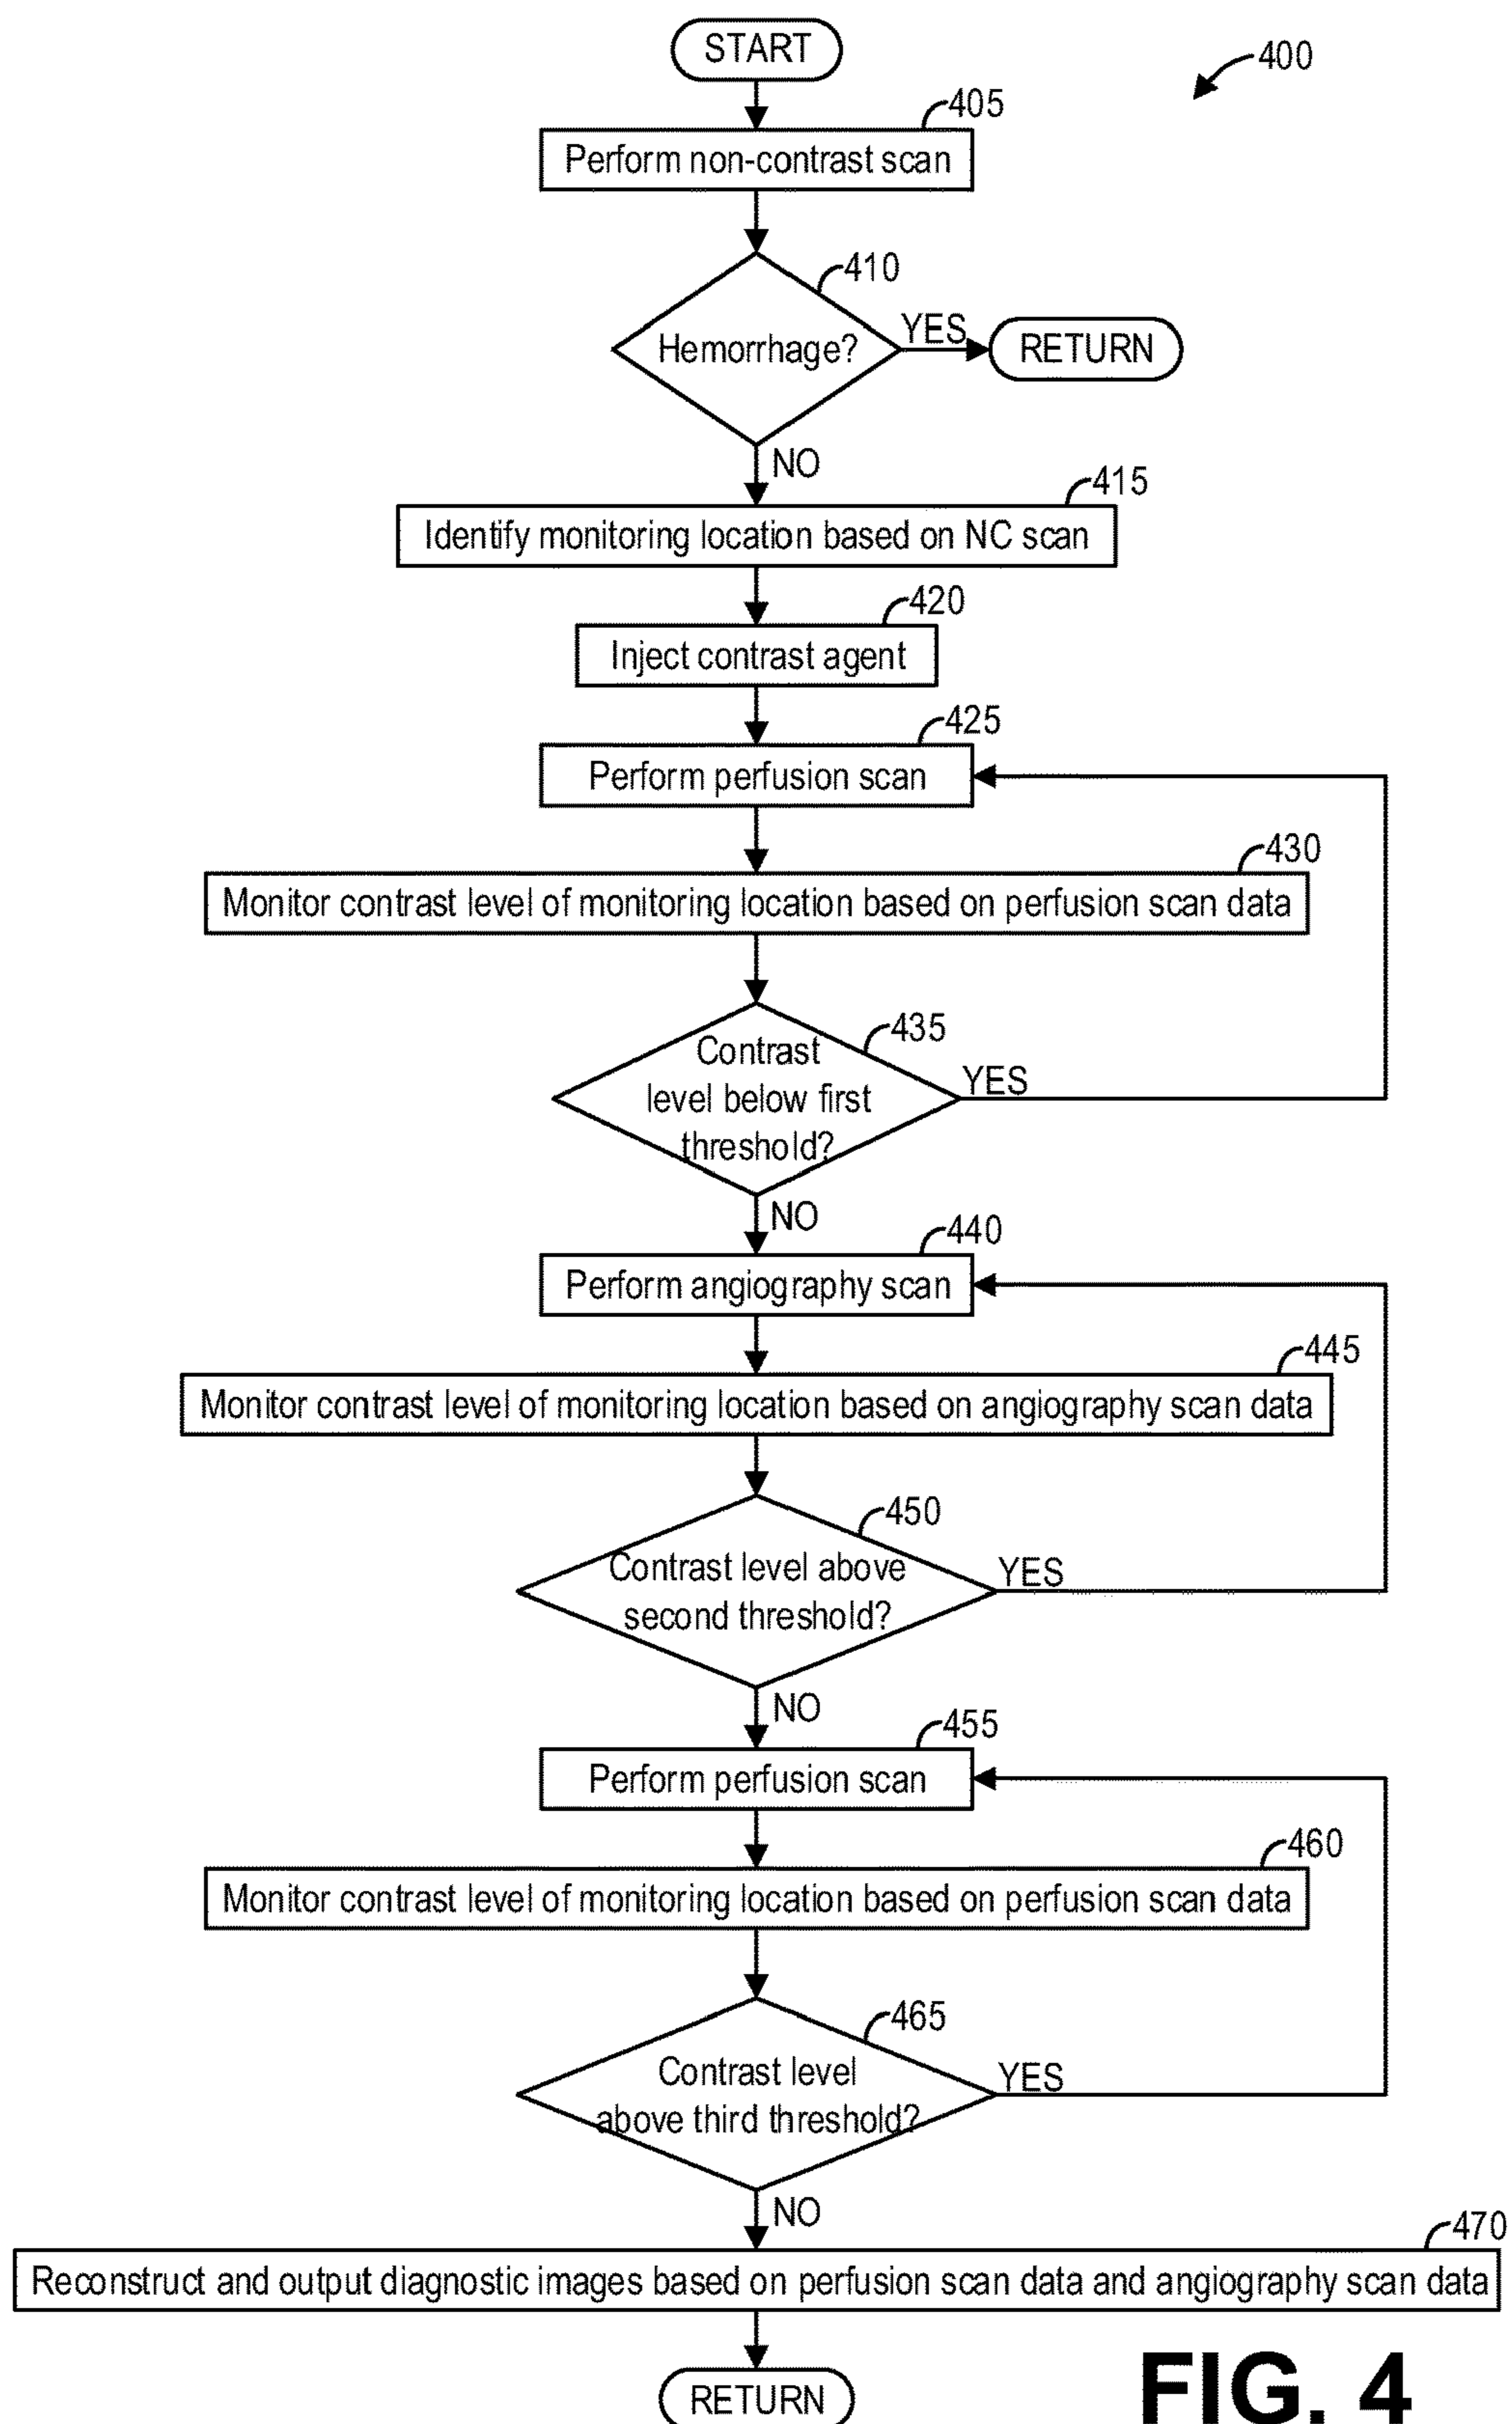 START
400
405
Perform non-contrast scan
410
Hemorrhage?
YES
RETURN
NO
415
Identify monitoring location based on NC scan
420
Inject contrast agent
425
Perform perfusion scan
430
Monitor contrast level of monitoring location based on perfusion scan data
435
Contrast
level below first
threshold?
YES
NO
440
Perform angiography scan
445
Monitor contrast level of monitoring location based on angiography scan data
450
Contrast level above
second threshold?
YES
NO
455
Perform perfusion scan
460
Monitor contrast level of monitoring location based on perfusion scan data
465
Contrast level
above third threshold?
YES
NO
470
Reconstruct and output diagnostic images based on perfusion scan data and angiography scan data
RETURN
FIG. 4